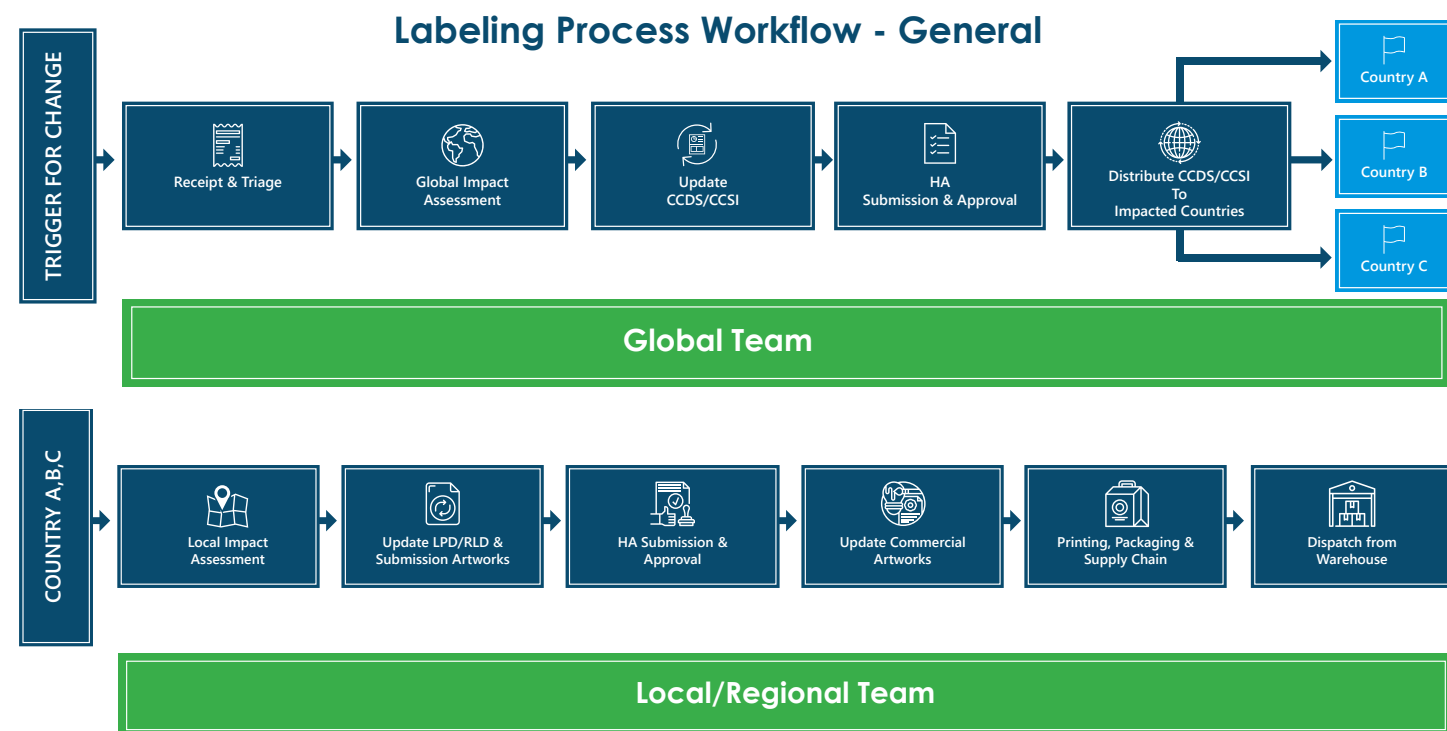 Labeling Process Workflow - General
TRIGGER FOR CHANGE
Receipt & Triage
Global Impact
Assessment
Update
CCDS/CCSI
HA
Submission & Approval
Distribute CCDS/CCSI
To
Impacted Countries
Country A
Country B
Country C
Global Team
COUNTRY A,B,C
Local Impact
Assessment
Update LPD/RLD &
Submission Artworks
HA Submission &
Approval
Update Commercial
Artworks
Printing, Packaging &
Supply Chain
Dispatch from
Warehouse
Local/Regional Team